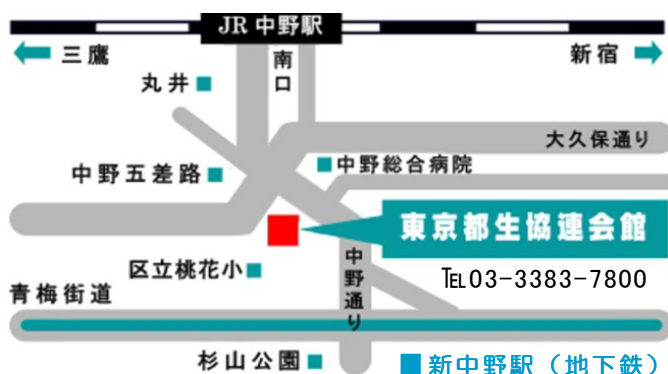 JR 中野駅
三鷹
新宿
南口
丸井
大久保通り
中野五差路
中野総合病院
東京都生協連会館
区立桃花小
中野通り
℡03-3383-7800
青梅街道
杉山公園
新中野駅（地下鉄）